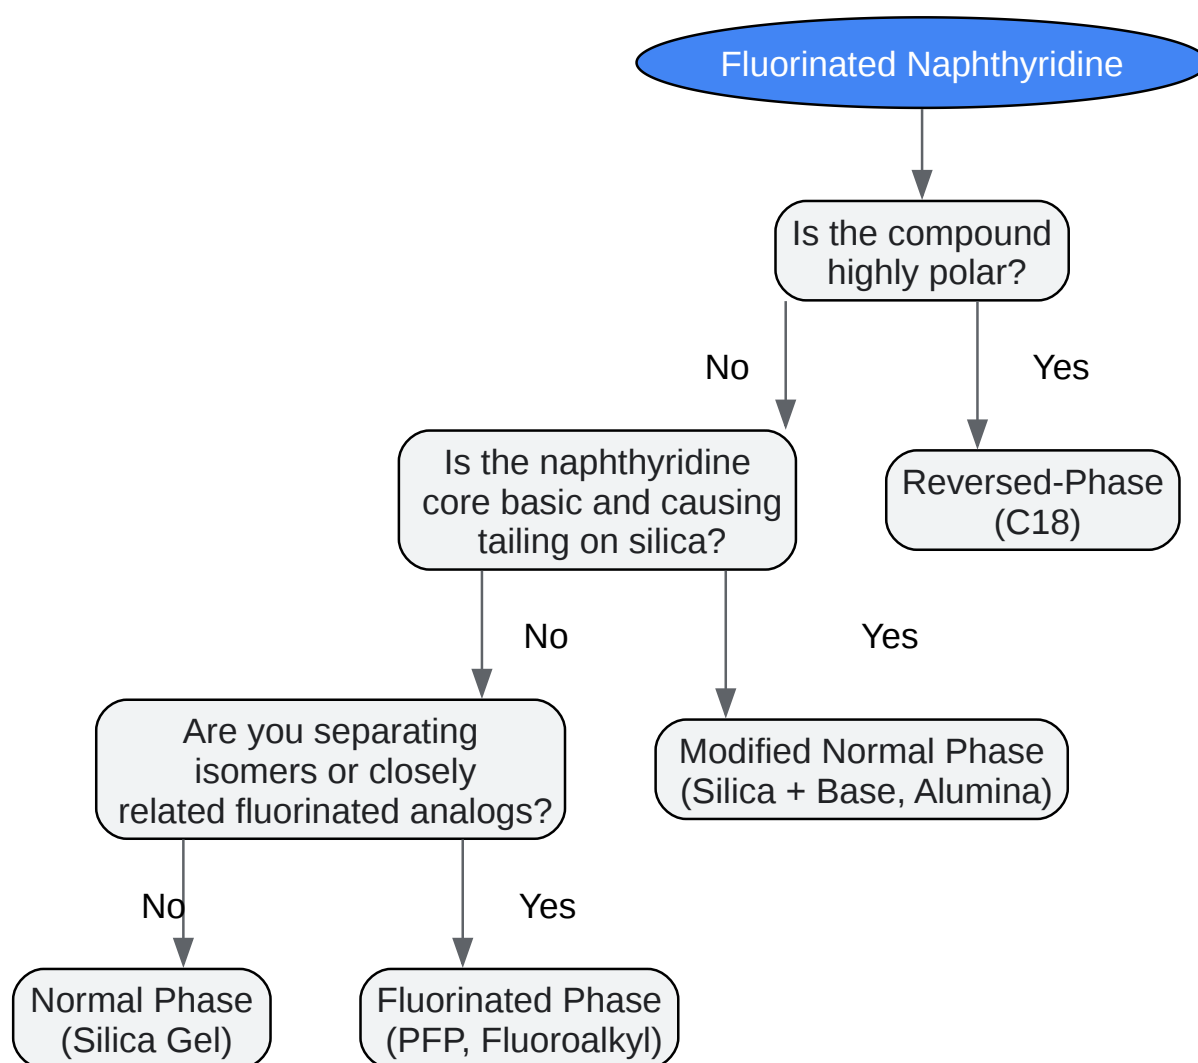 Fluorinated Naphthyridine
Is the compound
highly polar?
No
Yes
Is the naphthyridine
core basic and causing
tailing on silica?
Reversed-Phase
(C18)
No
Yes
Are you separating
isomers or closely
related fluorinated analogs?
Modified Normal Phase
(Silica + Base, Alumina)
No
Yes
Normal Phase
(Silica Gel)
Fluorinated Phase
(PFP, Fluoroalkyl)